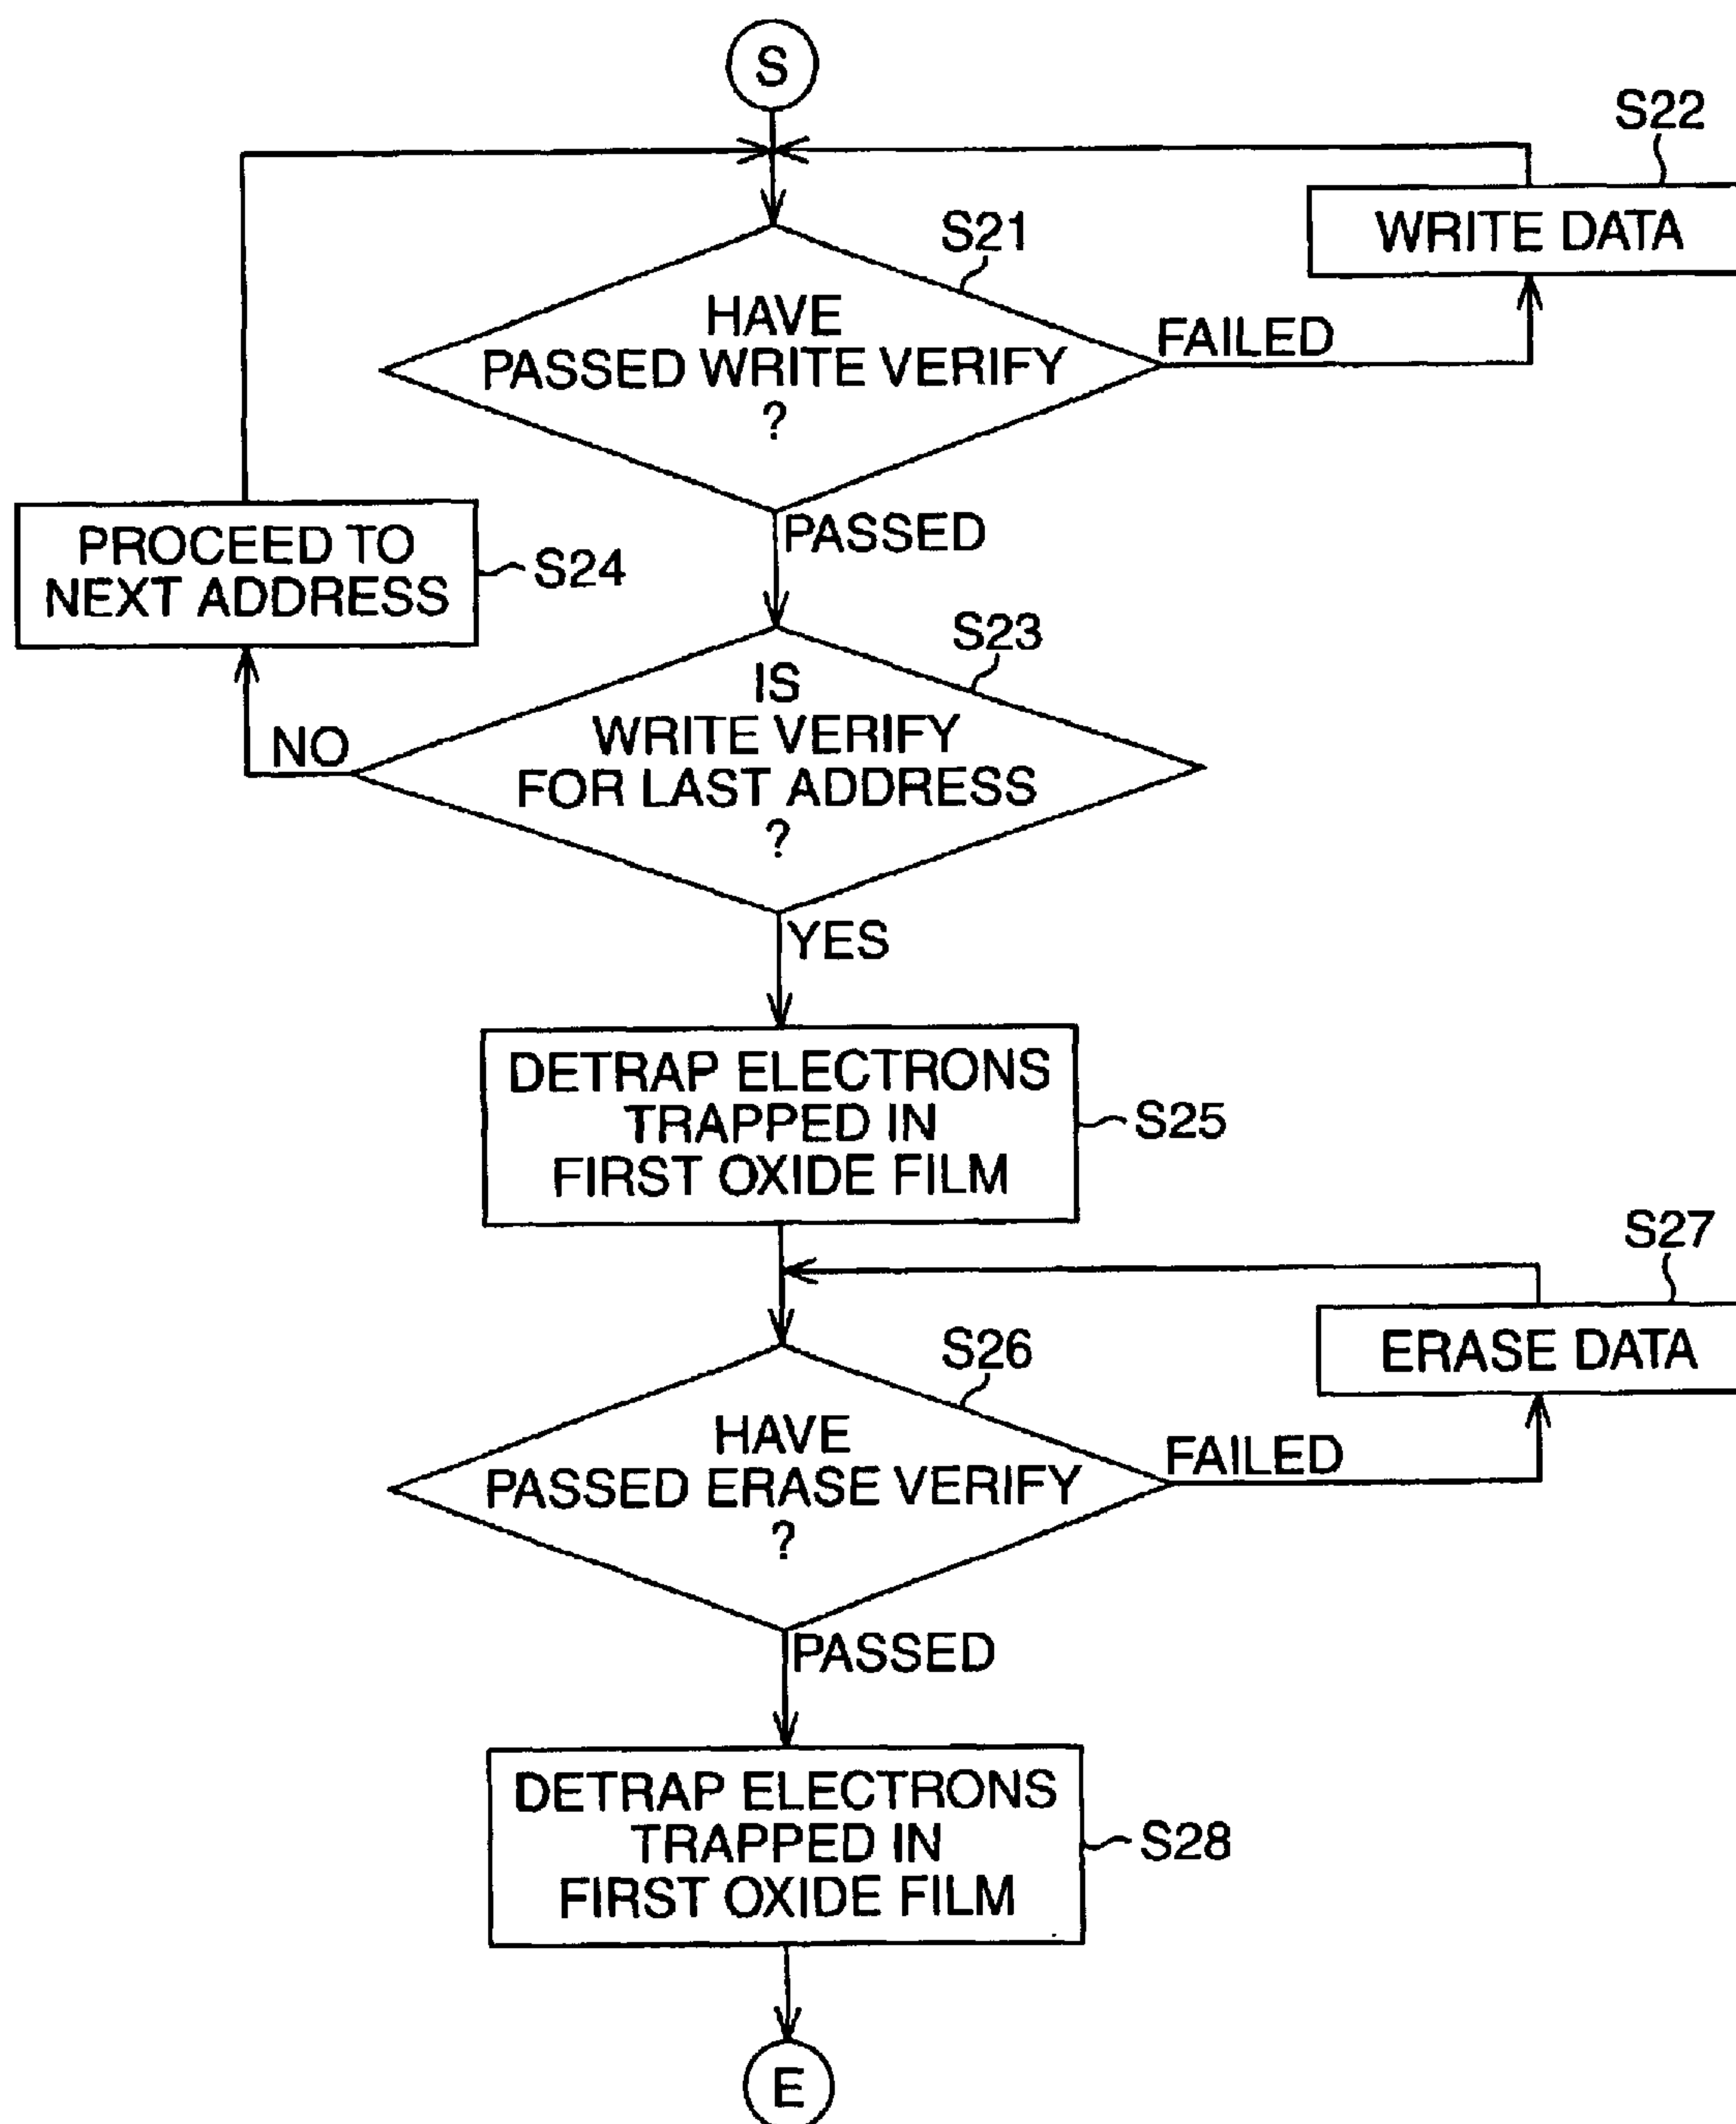 S
S22
WRITE DATA
S21
HAVE
PASSED WRITE VERIFY
?
FAILED
PASSED
PROCEED TO
NEXT ADDRESS
S24
S23
IS
WRITE VERIFY
FOR LAST ADDRESS
?
NO
YES
DETRAP ELECTRONS
TRAPPED IN
FIRST OXIDE FILM
S25
S27
ERASE DATA
S26
HAVE
PASSED ERASE VERIFY
?
FAILED
PASSED
DETRAP ELECTRONS
TRAPPED IN
FIRST OXIDE FILM
S28
E